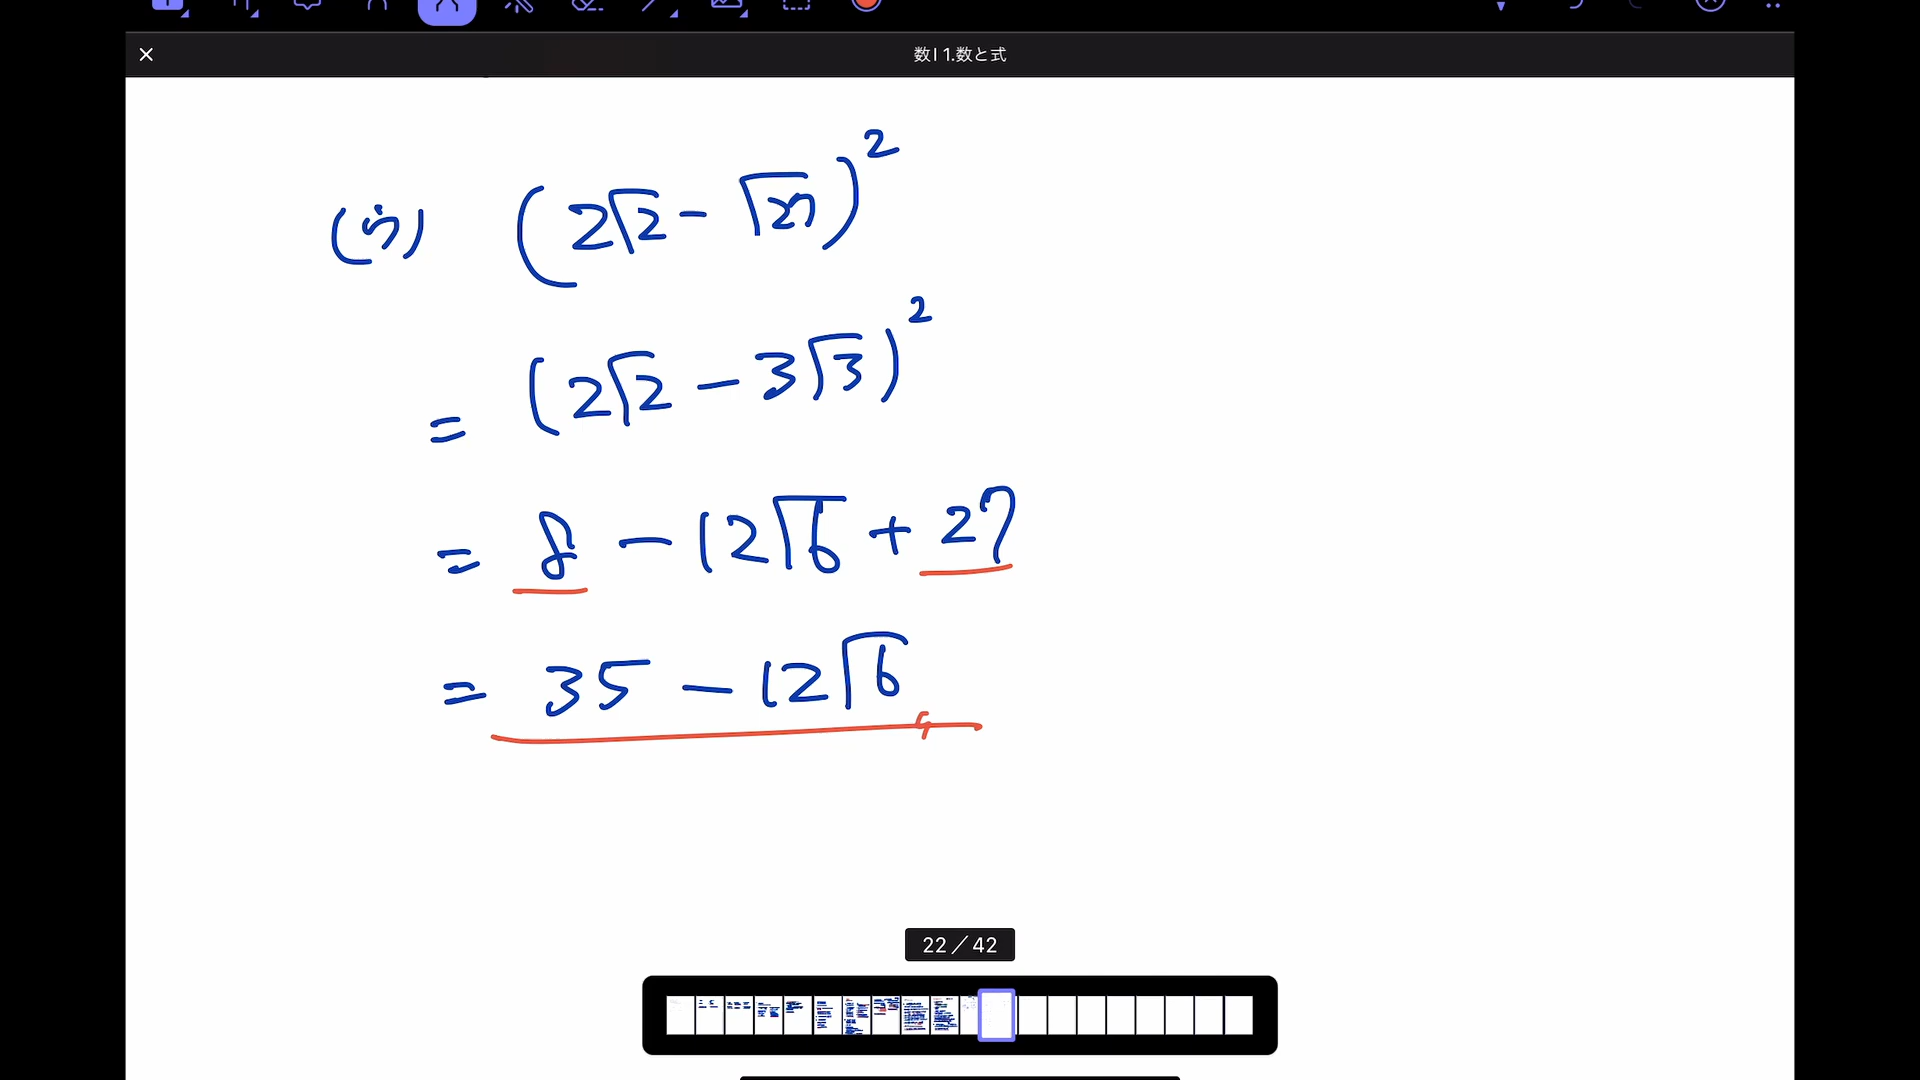 数I 1.数と式
(ウ) (2√2 - √27)²
= (2√2 - 3√3)²
= 8 - 12√6 + 27
= 35 - 12√6
22 / 42